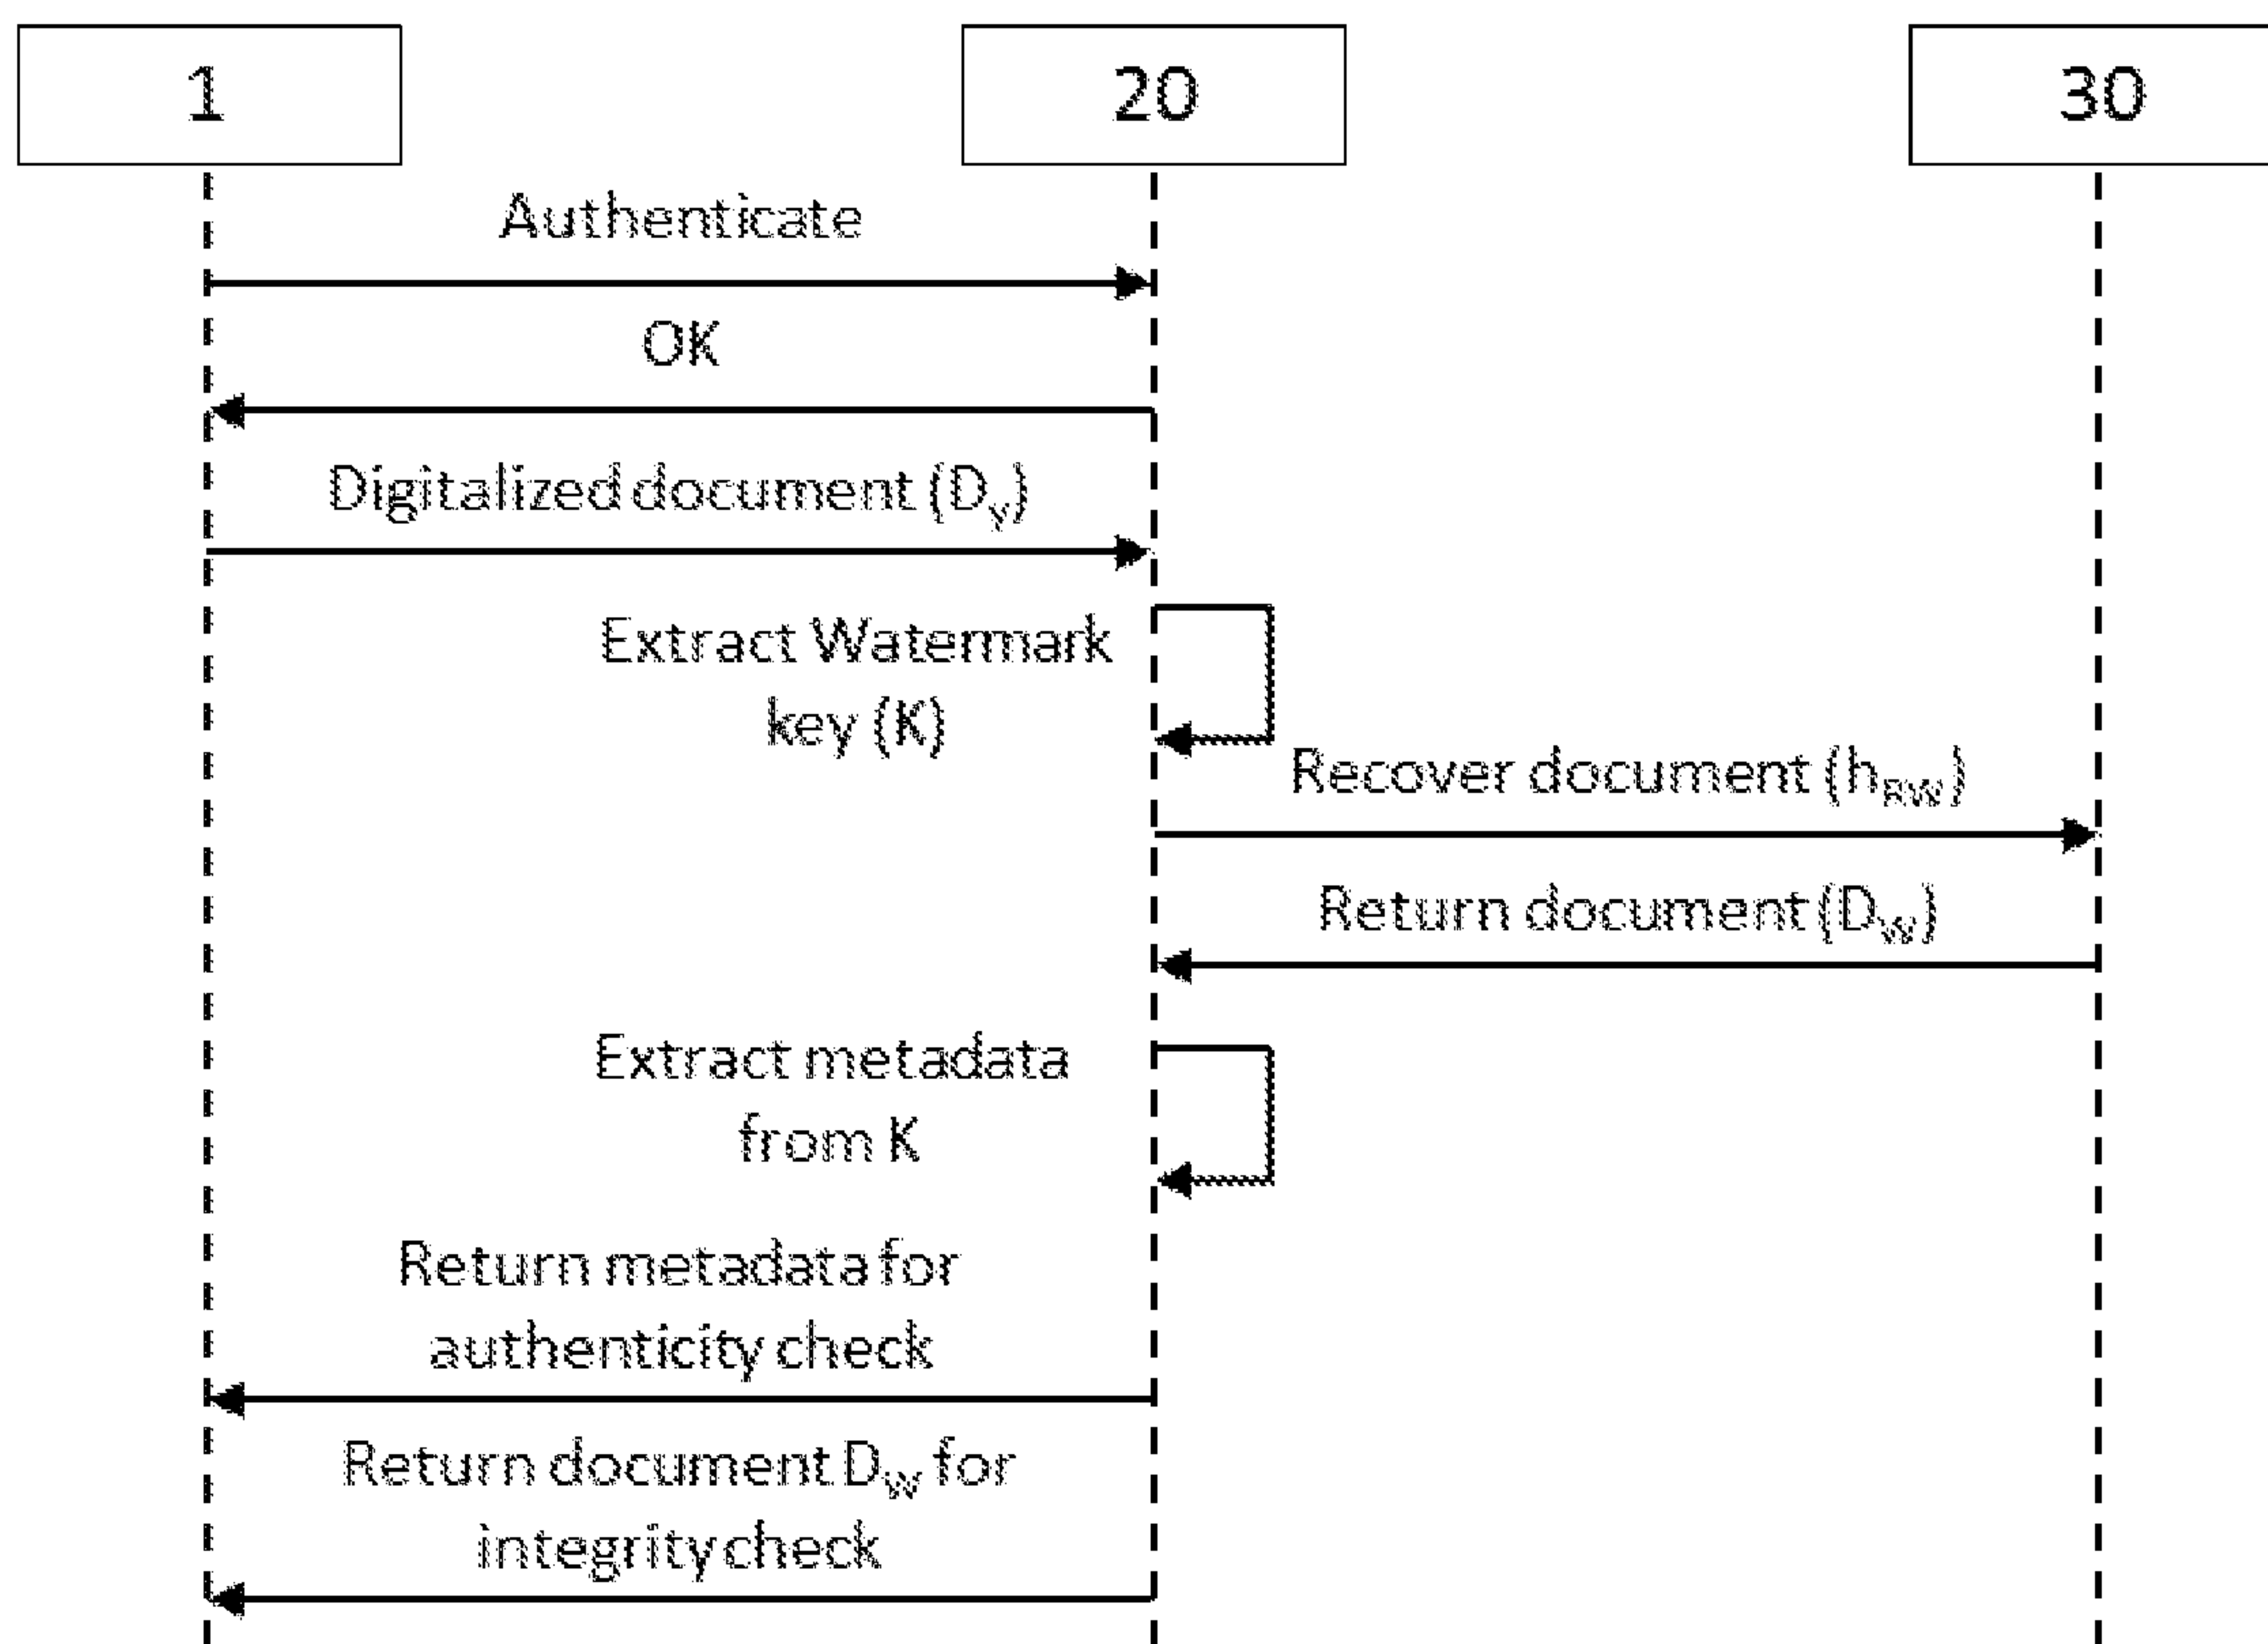 1
20
30
Authenticate
OK
Digitalized document (Dy)
Extract Watermark
key (K)
Recover document (hRW)
Return document (Dw)
Extract metadata
from K
Return metadata for
authenticity check
Return document Dw for
integrity check